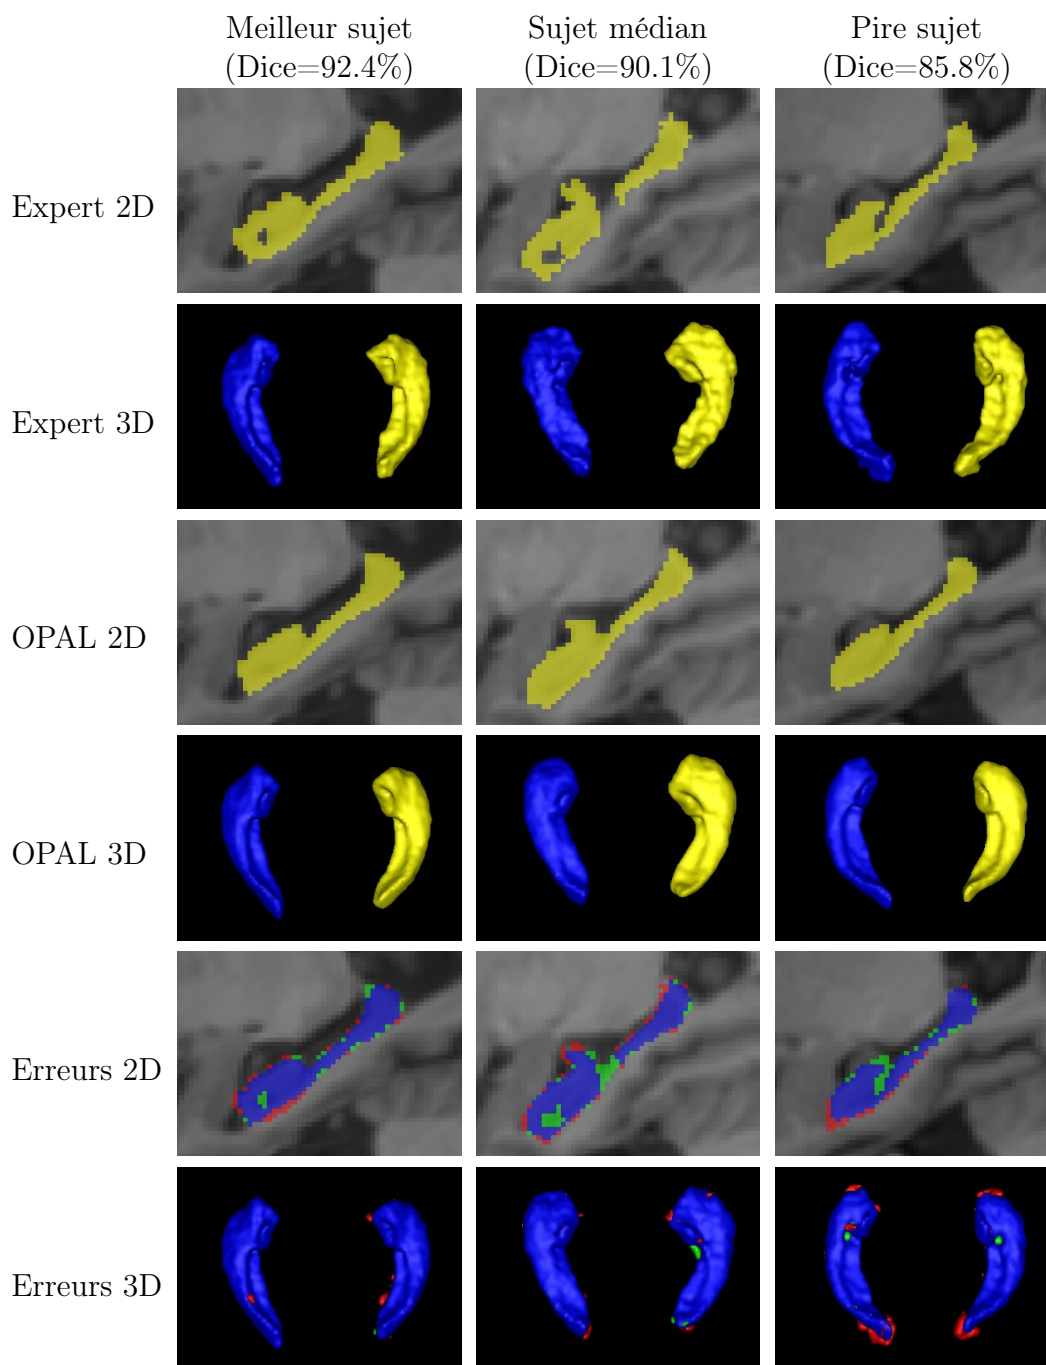 Meilleur sujet
(Dice=92.4%)
Sujet médian
(Dice=90.1%)
Pire sujet
(Dice=85.8%)
Expert 2D
Expert 3D
OPAL 2D
OPAL 3D
Erreurs 2D
Erreurs 3D